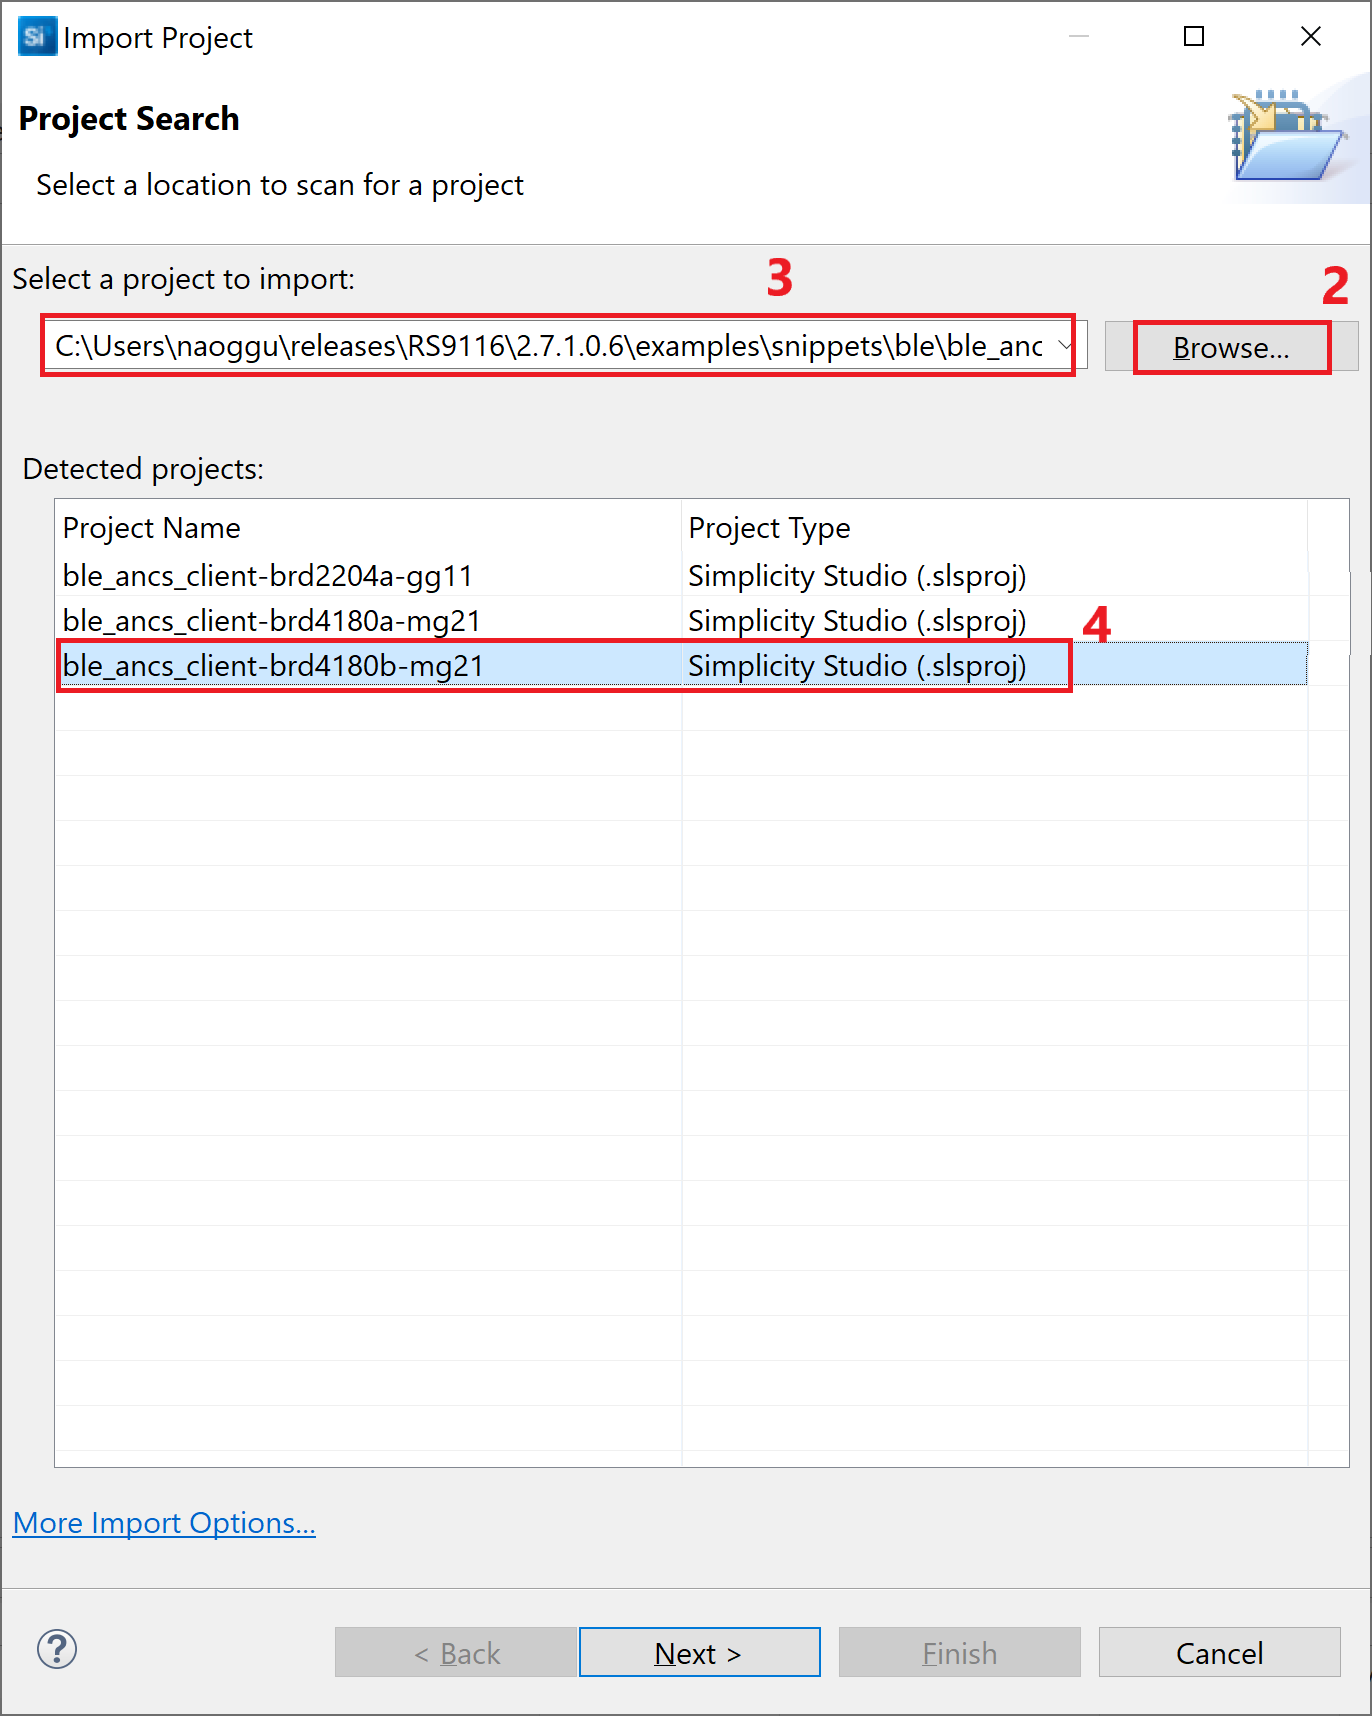 Si Import Project
Project Search
Select a location to scan for a project
Select a project to import:
3
2
C:\Users\naoggu\releases\RS9116\2.7.1.0.6\examples\snippets\ble\ble_anc
Browse...
Detected projects:
Project Name Project Type
ble_ancs_client-brd2204a-gg11 Simplicity Studio (.slsproj)
ble_ancs_client-brd4180a-mg21 Simplicity Studio (.slsproj)
4
ble_ancs_client-brd4180b-mg21 Simplicity Studio (.slsproj)
More Import Options...
? < Back Next > Finish Cancel